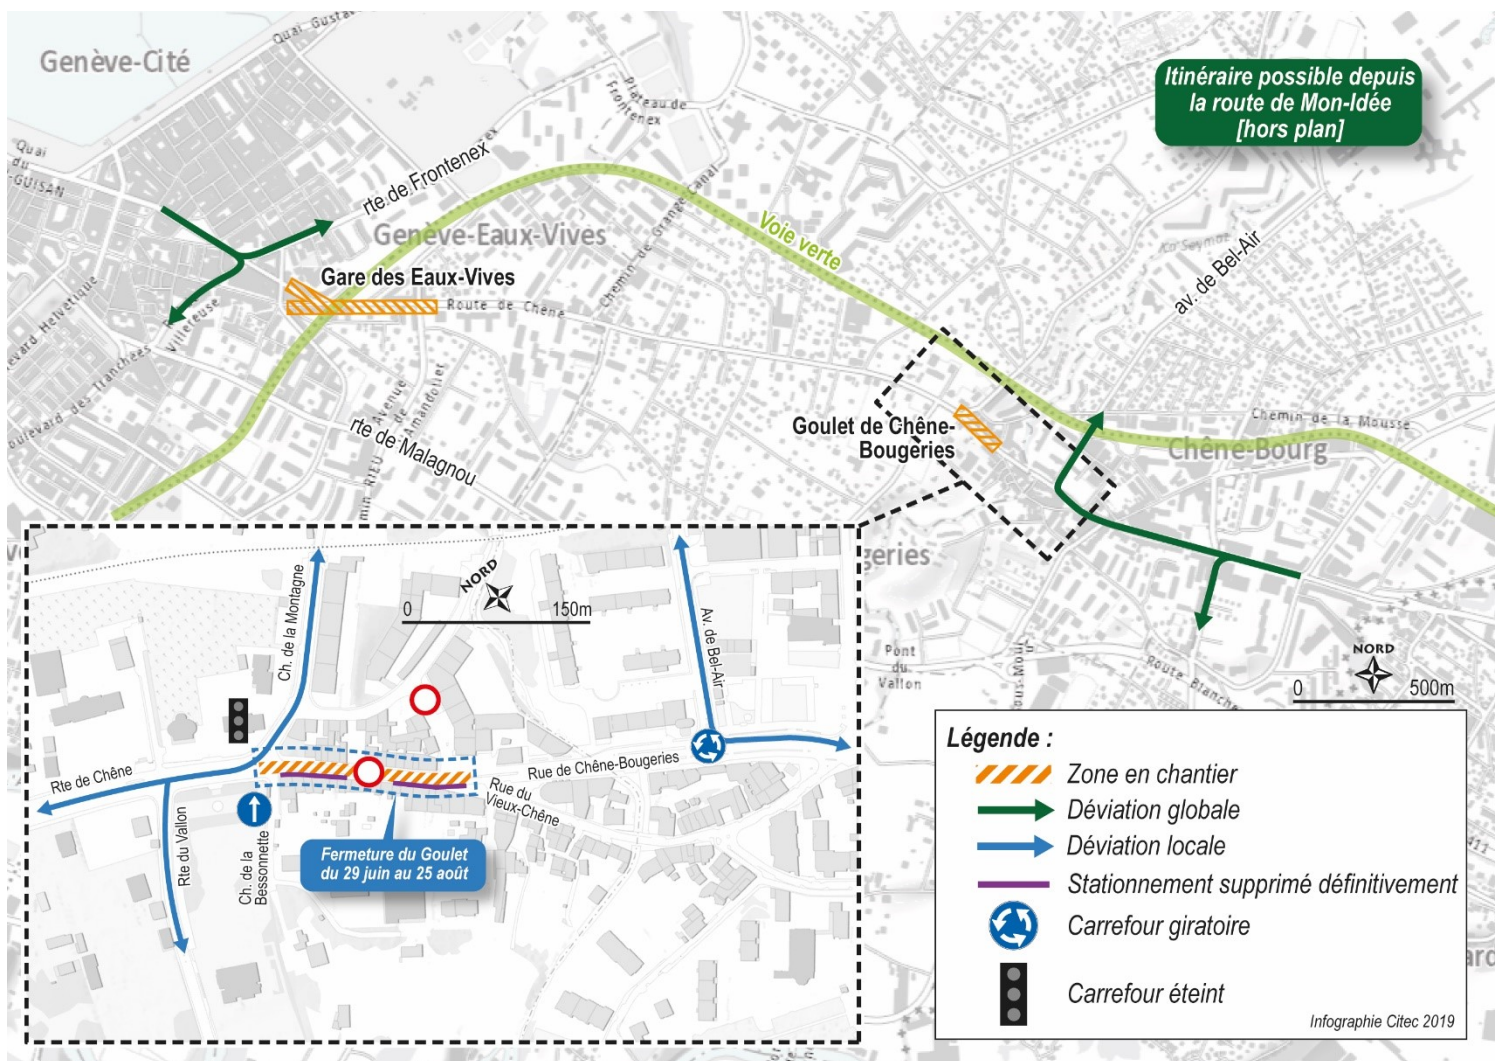 Genève-Cité
Quai Gusta
Itinéraire possible depuis
la route de Mon-Idée
[hors plan]
Plateau de
Frontenex
Quai
du
-GUISAN
rte de Frontenex
Genève-Eaux-Vives
Gare des Eaux-Vives
Voie verte
Chemin de Grange-Canal
Route de Chêne
av. de Bel-Air
Villereuse
Boulevard des Tranchées
rte de Malagnou
Avenue
de
Amandolier
Chemin RIEU
Goulet de Chêne-
Bougeries
Chemin de la Mousse
Chêne-Bourg
geries
Pont
du
Vallon
Route Blanche
NORD
0 500m
NORD
0 150m
Ch. de la Montagne
Av. de Bel-Air
Rte de Chêne
Rue de Chêne-Bougeries
Rue du
Vieux-Chêne
Rte du Vallon
Ch. de la
Bessonnette
Fermeture du Goulet
du 29 juin au 25 août
Légende :
Zone en chantier
Déviation globale
Déviation locale
Stationnement supprimé définitivement
Carrefour giratoire
Carrefour éteint
Infographie Citec 2019
411
ard